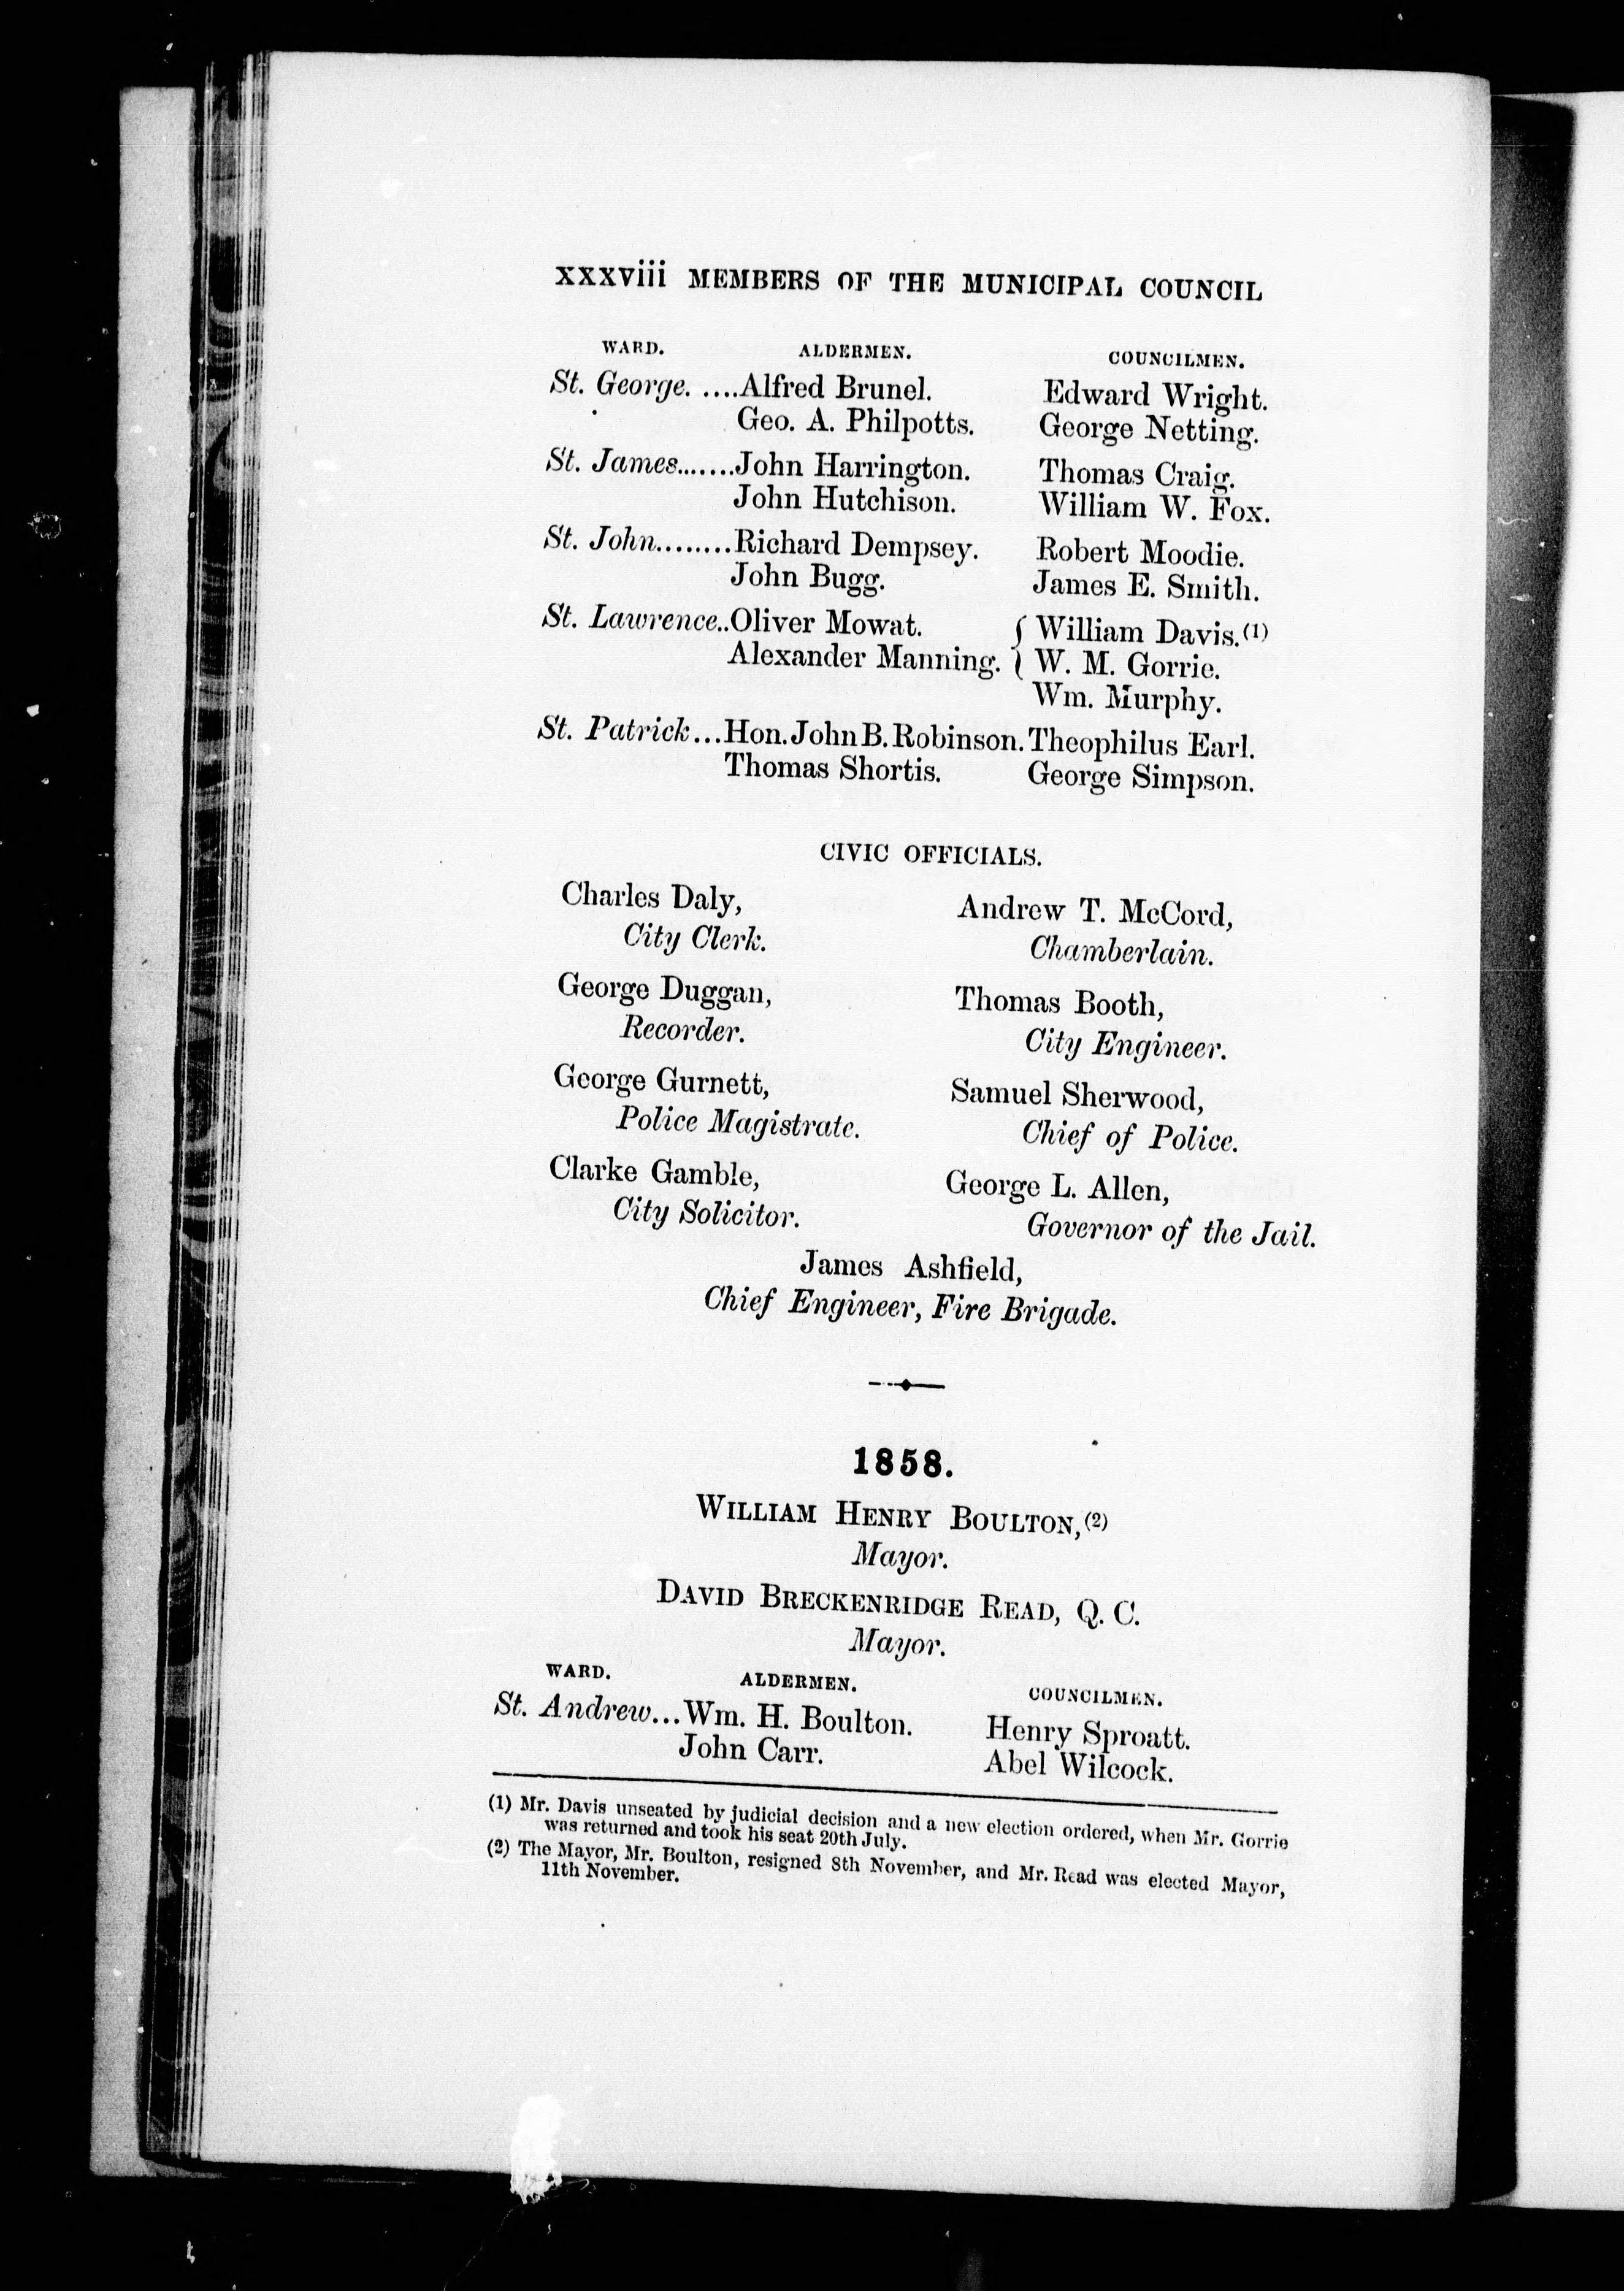 xxxviii MEMBERS OF THE MUNICIPAL COUNCIL
WARD. ALDERMEN. COUNCILMEN.
St. George. ....Alfred Brunel. Edward Wright.
Geo. A. Philpotts. George Netting.
St. James.......John Harrington. Thomas Craig.
John Hutchison. William W. Fox.
St. John........Richard Dempsey. Robert Moodie.
John Bugg. James E. Smith.
St. Lawrence..Oliver Mowat. { William Davis.(1)
Alexander Manning. { W. M. Gorrie.
Wm. Murphy.
St. Patrick...Hon. John B. Robinson. Theophilus Earl.
Thomas Shortis. George Simpson.
CIVIC OFFICIALS.
Charles Daly, Andrew T. McCord,
City Clerk. Chamberlain.
George Duggan, Thomas Booth,
Recorder. City Engineer.
George Gurnett, Samuel Sherwood,
Police Magistrate. Chief of Police.
Clarke Gamble, George L. Allen,
City Solicitor. Governor of the Jail.
James Ashfield,
Chief Engineer, Fire Brigade.
1858.
WILLIAM HENRY BOULTON,(2)
Mayor.
DAVID BRECKENRIDGE READ, Q. C.
Mayor.
WARD. ALDERMEN. COUNCILMEN.
St. Andrew...Wm. H. Boulton. Henry Sproatt.
John Carr. Abel Wilcock.
(1) Mr. Davis unseated by judicial decision and a new election ordered, when Mr. Gorrie
was returned and took his seat 20th July.
(2) The Mayor, Mr. Boulton, resigned 8th November, and Mr. Read was elected Mayor,
11th November.